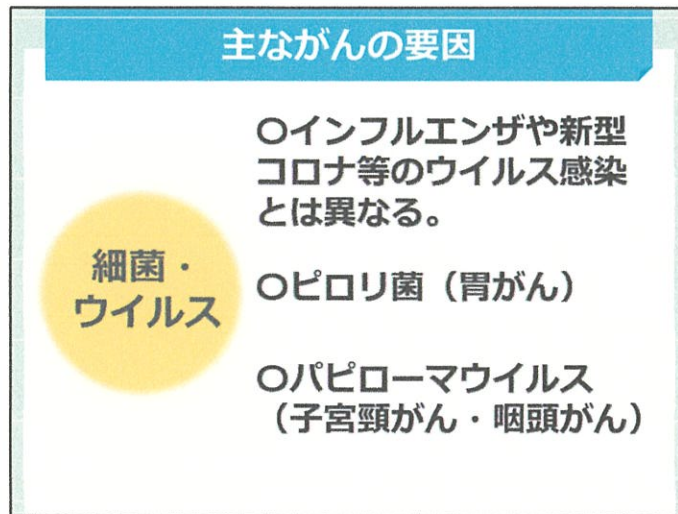 主ながんの要因
〇インフルエンザや新型
コロナ等のウイルス感染
とは異なる。
細菌・
ウイルス
〇ピロリ菌（胃がん）
〇パピローマウイルス
（子宮頸がん・咽頭がん）